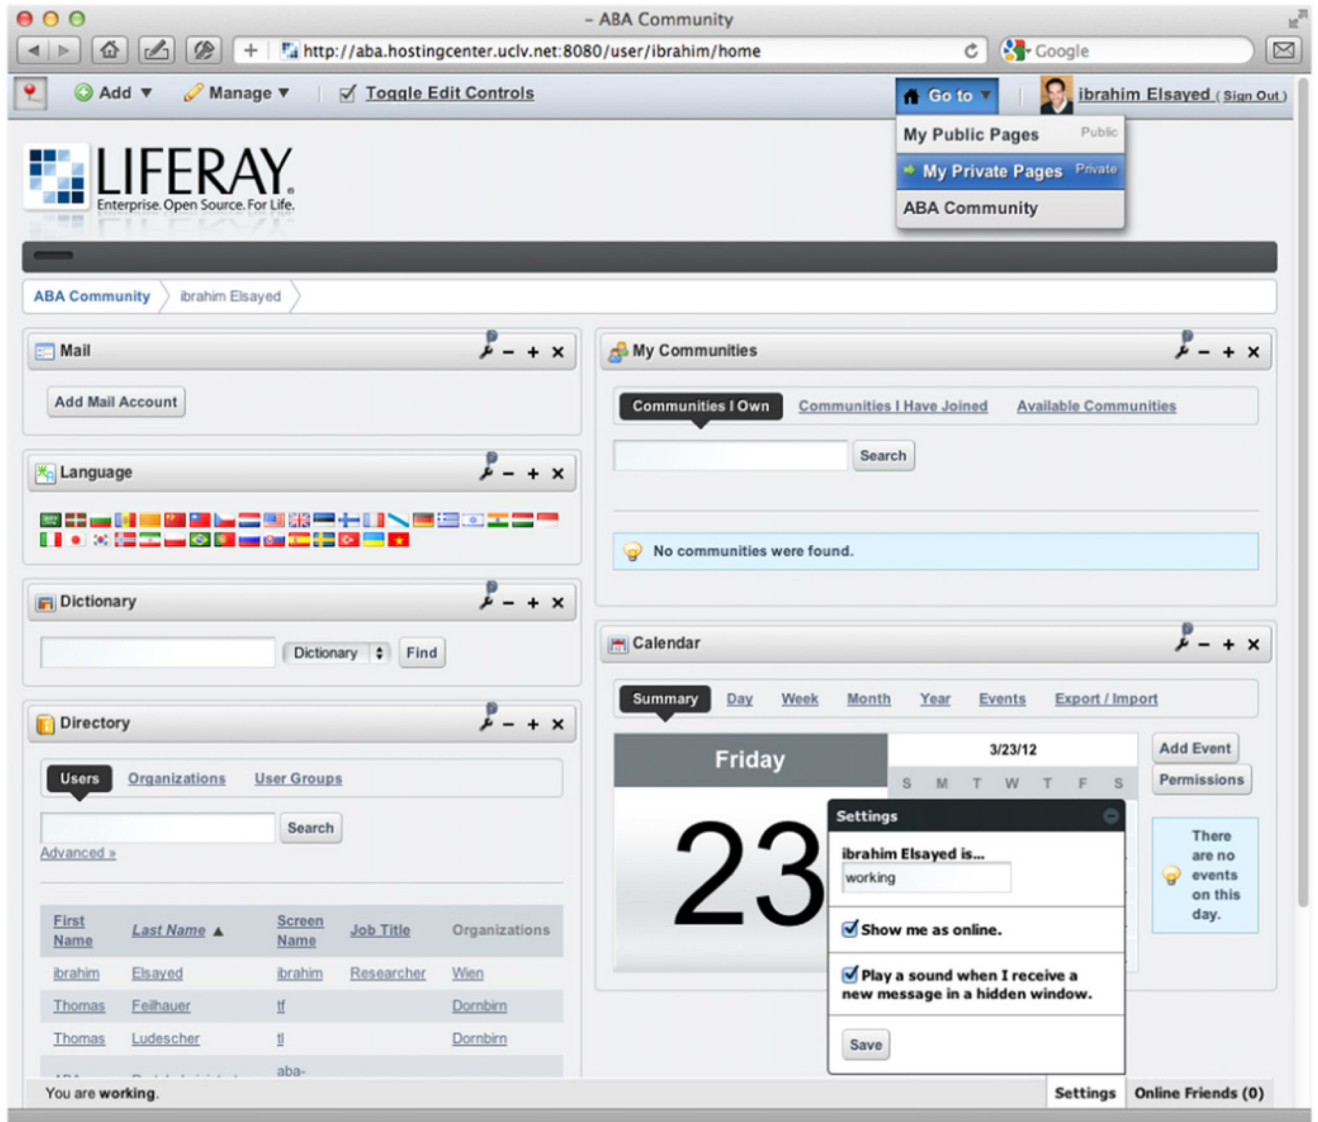 – ABA Community
http://aba.hostingcenter.uclv.net:8080/user/ibrahim/home
Google
Add
Manage
Toggle Edit Controls
Go to
ibrahim Elsayed (Sign Out)
My Public Pages Public
My Private Pages Private
ABA Community
LIFERAY.
Enterprise. Open Source. For Life.
ABA Community
ibrahim Elsayed
Mail
Add Mail Account
Language
Dictionary
Dictionary
Find
Directory
Users Organizations User Groups
Search
Advanced »
First Name Last Name ▲ Screen Name Job Title Organizations
ibrahim Elsayed ibrahim Researcher Wien
Thomas Feilhauer tf Dornbirn
Thomas Ludescher tl Dornbirn
aba-
My Communities
Communities I Own Communities I Have Joined Available Communities
Search
No communities were found.
Calendar
Summary Day Week Month Year Events Export / Import
Friday
23
3/23/12
S M T W T F S
Add Event
Permissions
There
are no
events
on this
day.
Settings
ibrahim Elsayed is...
working
Show me as online.
Play a sound when I receive a
new message in a hidden window.
Save
You are working.
Settings
Online Friends (0)